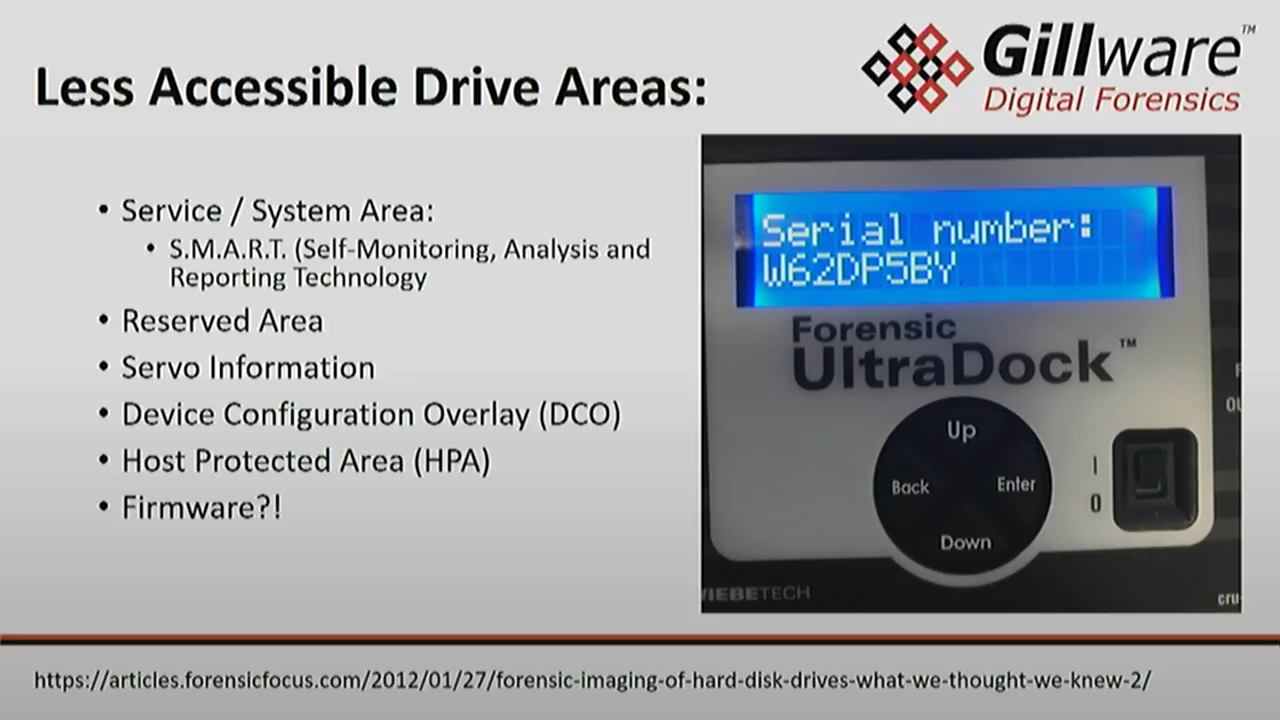 Less Accessible Drive Areas:
Gillware™
Digital Forensics
• Service / System Area:
• S.M.A.R.T. (Self-Monitoring, Analysis and
Reporting Technology
• Reserved Area
• Servo Information
• Device Configuration Overlay (DCO)
• Host Protected Area (HPA)
• Firmware?!
Serial number:
W62DP5BY
Forensic
UltraDock™
Up
Back
Enter
Down
I
0
IEBETECH
cru
https://articles.forensicfocus.com/2012/01/27/forensic-imaging-of-hard-disk-drives-what-we-thought-we-knew-2/